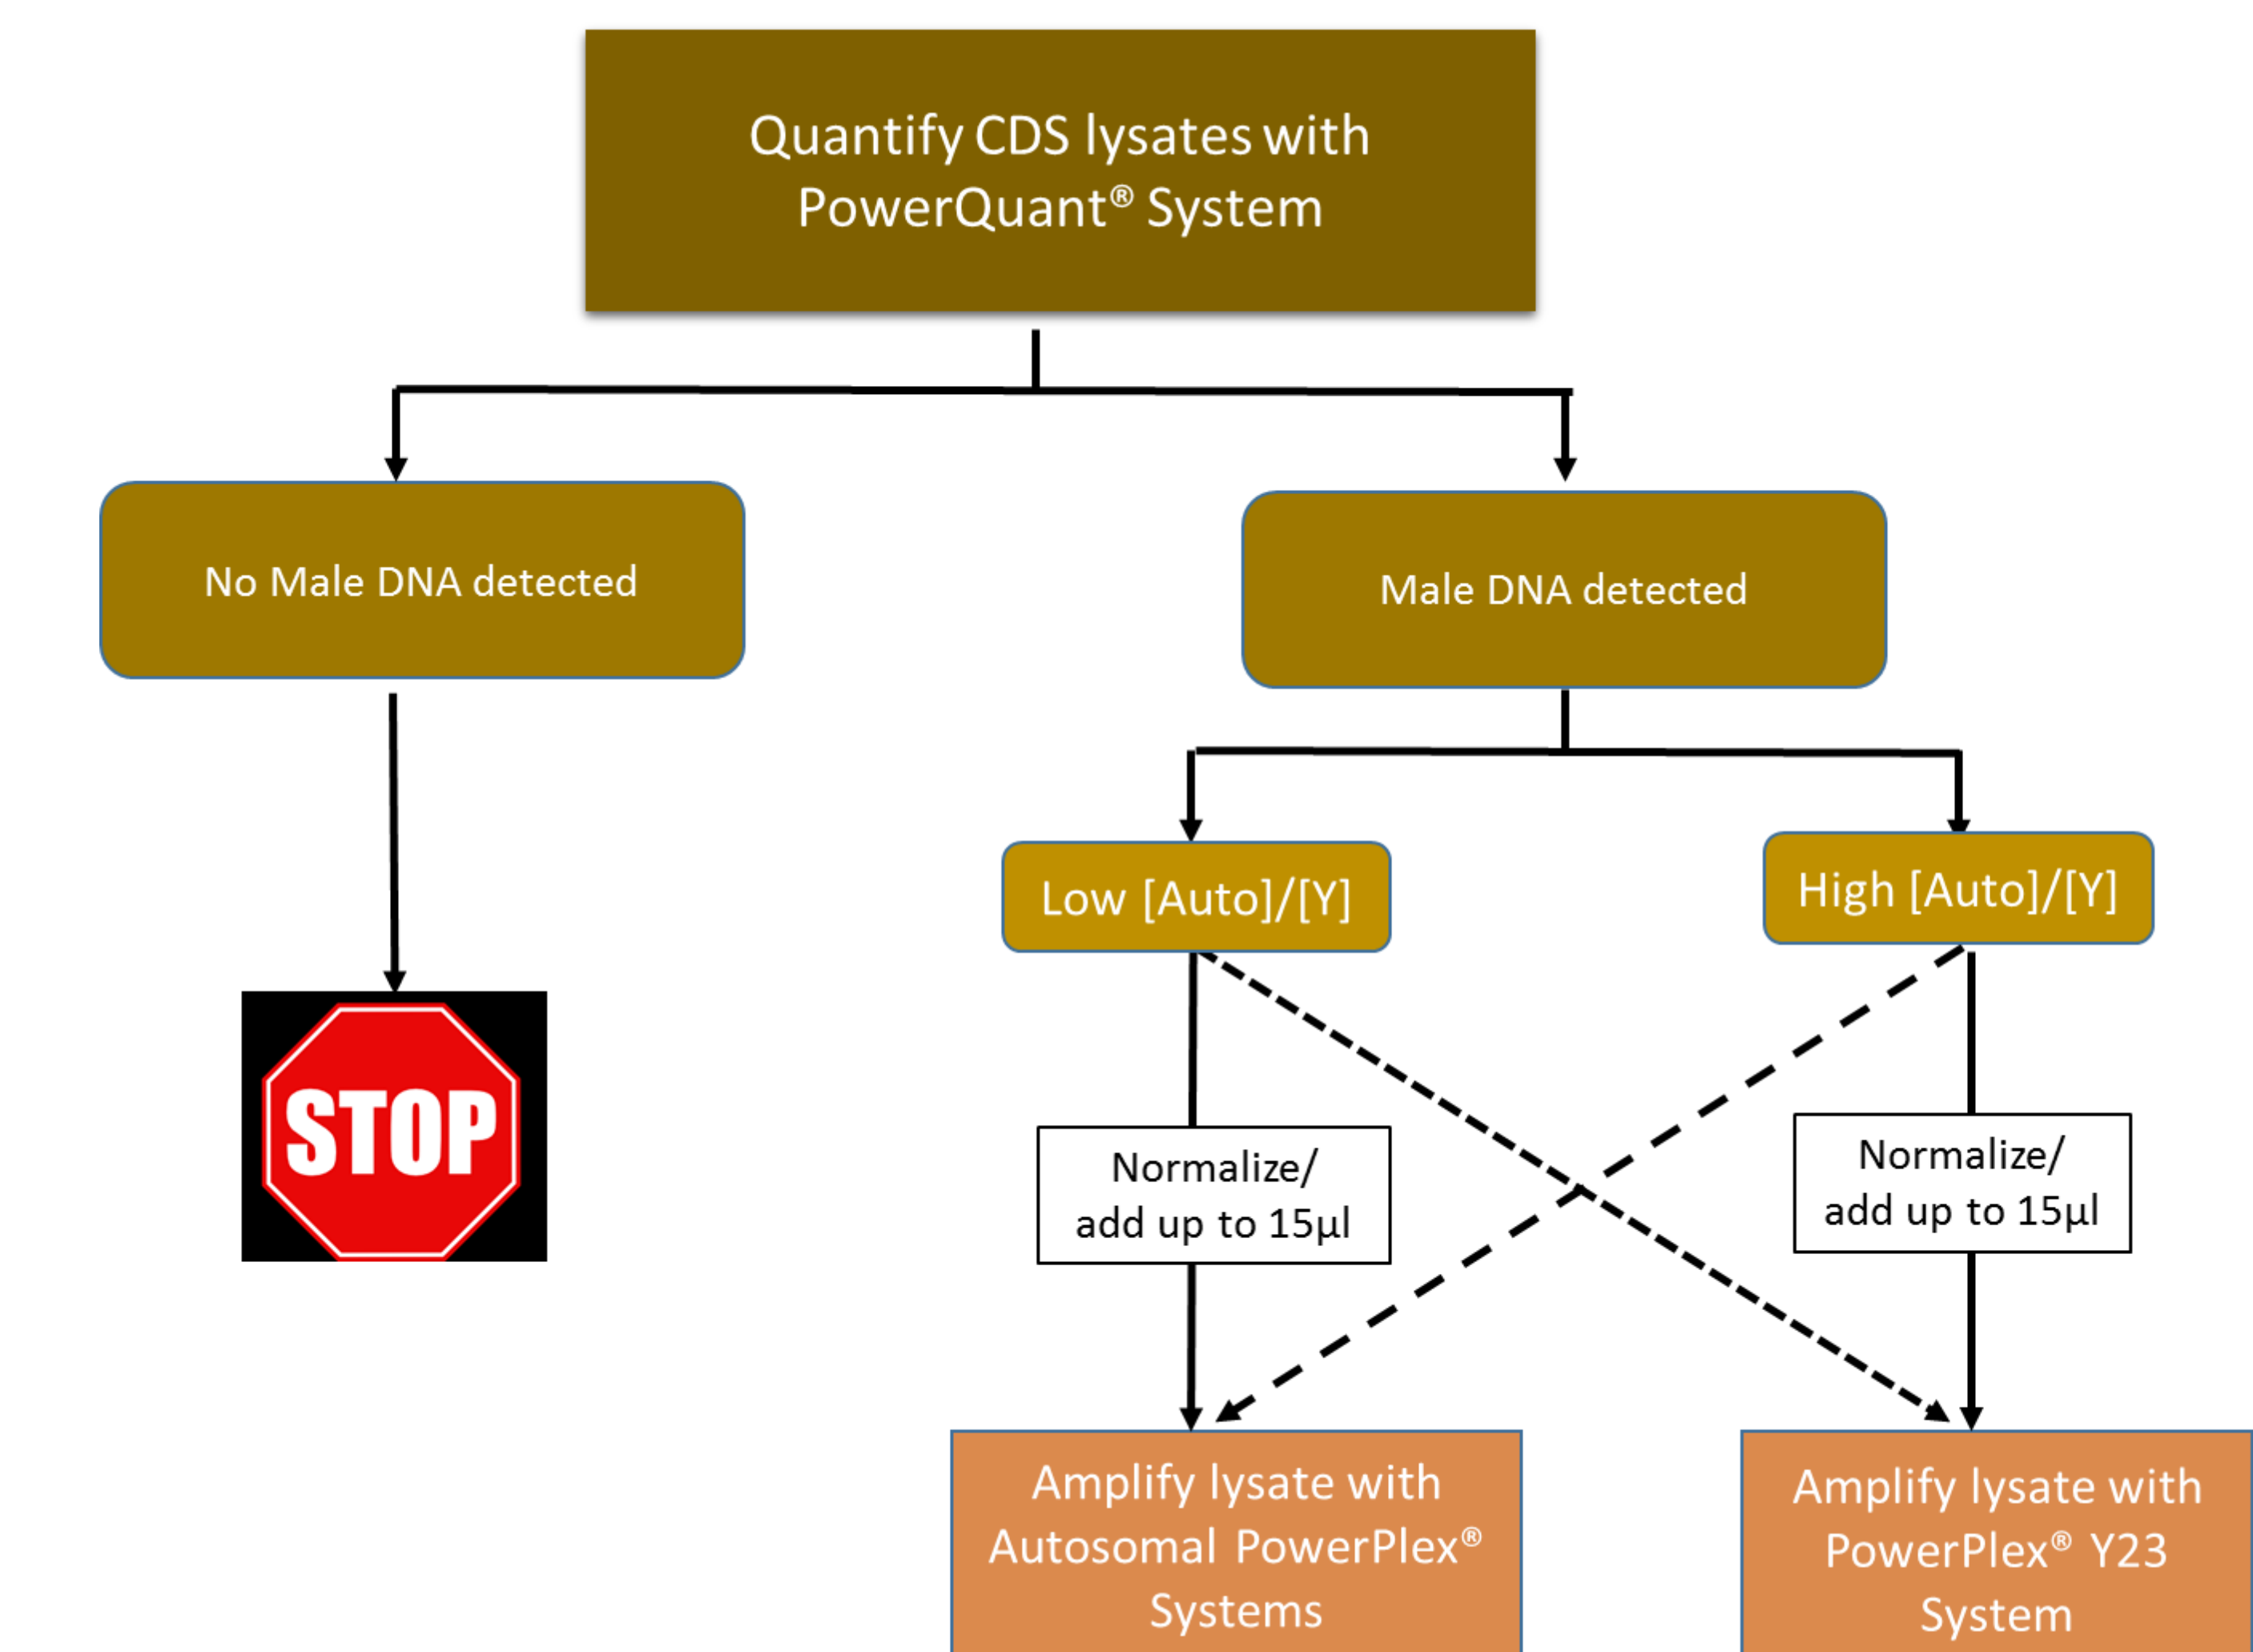 Quantify CDS lysates with
PowerQuant® System
No Male DNA detected
Male DNA detected
Low [Auto]/[Y]
High [Auto]/[Y]
STOP
Normalize/
add up to 15µl
Normalize/
add up to 15µl
Amplify lysate with
Autosomal PowerPlex®
Systems
Amplify lysate with
PowerPlex® Y23
System